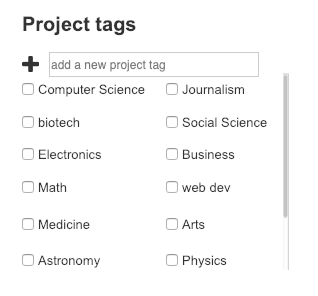 Project tags
add a new project tag
Computer Science Journalism
biotech Social Science
Electronics Business
Math web dev
Medicine Arts
Astronomy Physics